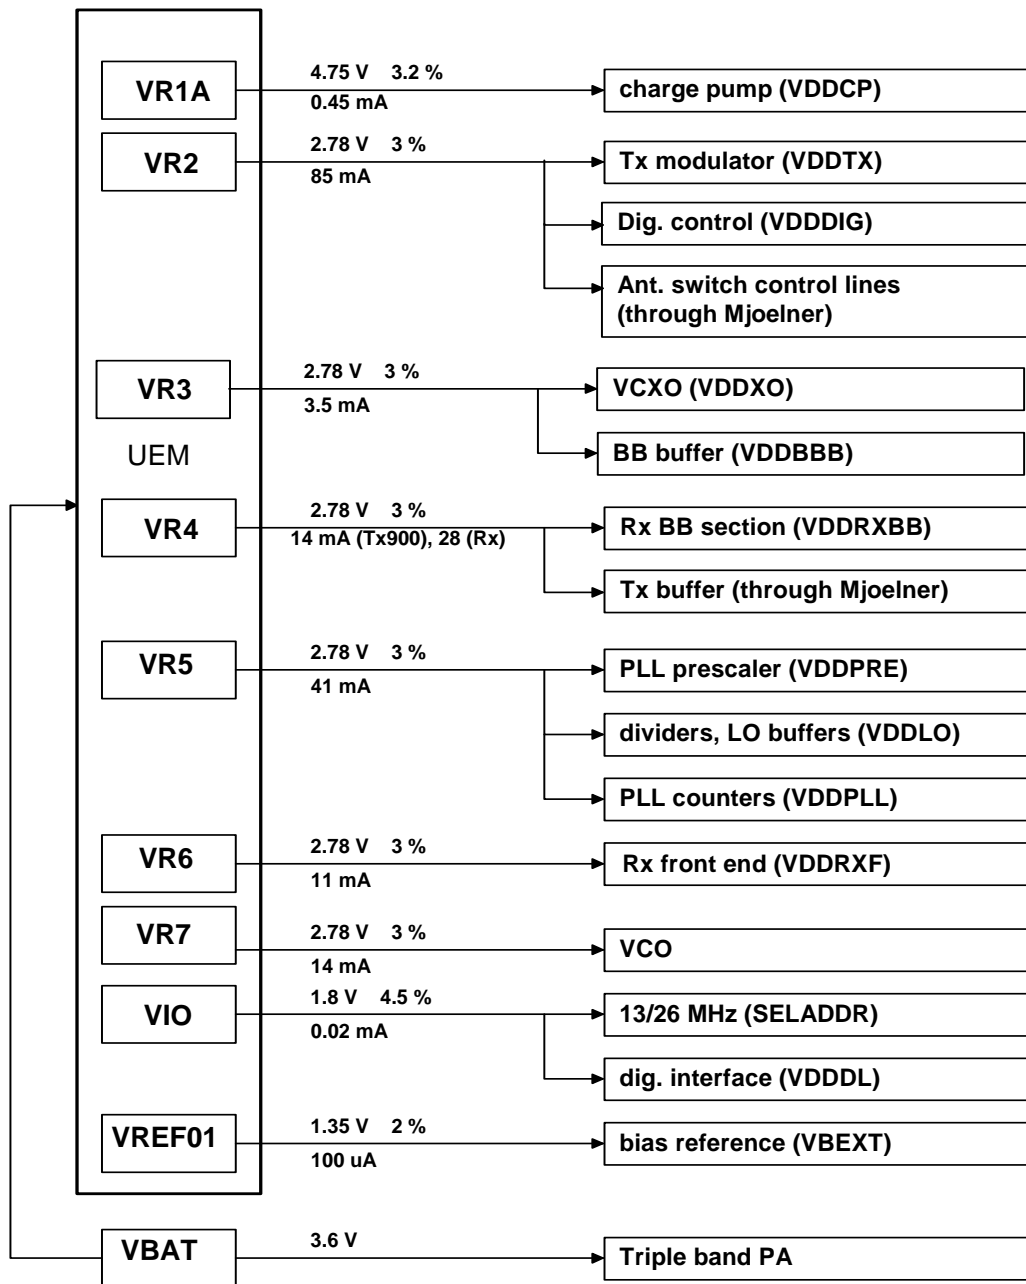 VR1A
4.75 V 3.2 %
0.45 mA
charge pump (VDDCP)
VR2
2.78 V 3 %
85 mA
Tx modulator (VDDTX)
Dig. control (VDDDIG)
Ant. switch control lines
(through Mjoelner)
VR3
2.78 V 3 %
3.5 mA
VCXO (VDDXO)
BB buffer (VDDBBB)
UEM
VR4
2.78 V 3 %
14 mA (Tx900), 28 (Rx)
Rx BB section (VDDRXBB)
Tx buffer (through Mjoelner)
VR5
2.78 V 3 %
41 mA
PLL prescaler (VDDPRE)
dividers, LO buffers (VDDLO)
PLL counters (VDDPLL)
VR6
2.78 V 3 %
11 mA
Rx front end (VDDRXF)
VR7
2.78 V 3 %
14 mA
VCO
VIO
1.8 V 4.5 %
0.02 mA
13/26 MHz (SELADDR)
dig. interface (VDDDL)
VREF01
1.35 V 2 %
100 uA
bias reference (VBEXT)
VBAT
3.6 V
Triple band PA